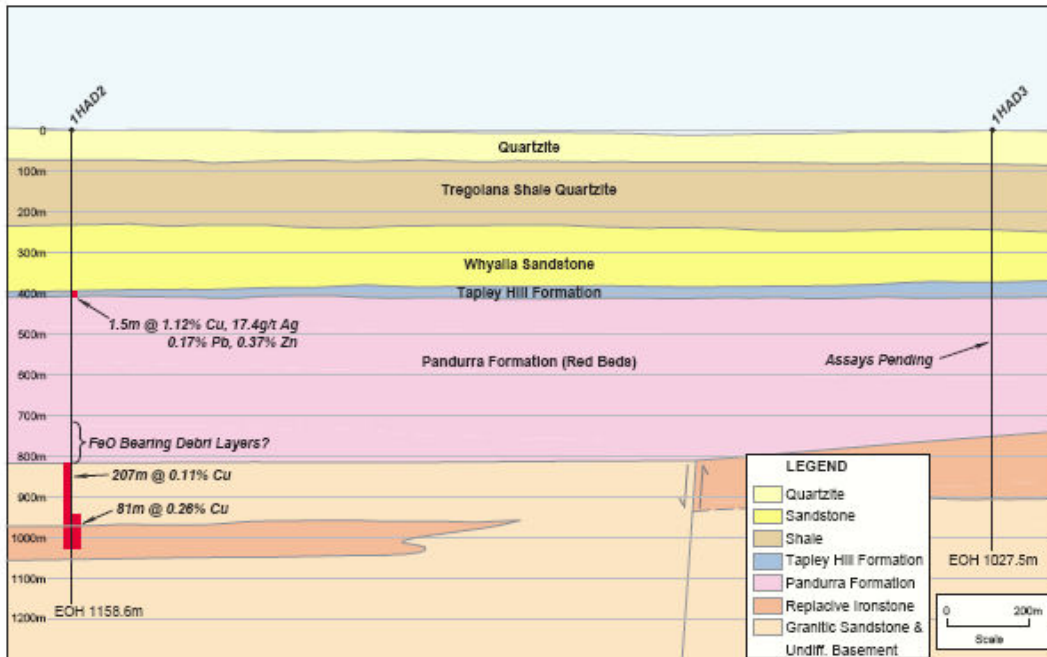 1HAD2
1HAD3
0
100m
200m
300m
400m
500m
600m
700m
800m
900m
1000m
1100m
1200m
Quartzite
Tregolana Shale Quartzite
Whyalla Sandstone
Tapley Hill Formation
1.5m @ 1.12% Cu, 17.4g/t Ag
0.17% Pb, 0.37% Zn
Pandurra Formation (Red Beds)
Assays Pending
FeO Bearing Debri Layers?
207m @ 0.11% Cu
81m @ 0.26% Cu
EOH 1158.6m
EOH 1027.5m
LEGEND
Quartzite
Sandstone
Shale
Tapley Hill Formation
Pandurra Formation
Replacive Ironstone
Granitic Sandstone &
Undiff. Basement
0 200m
Scale